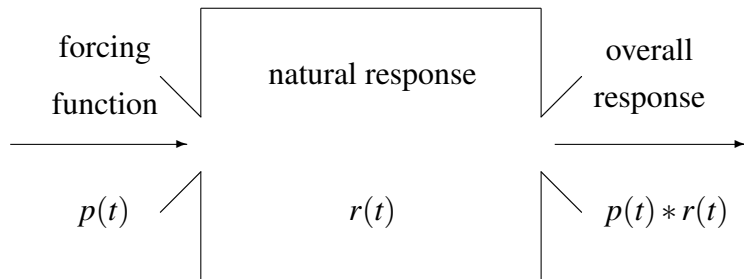 forcing
function
natural response
overall
response
p(t)
r(t)
p(t) ∗ r(t)